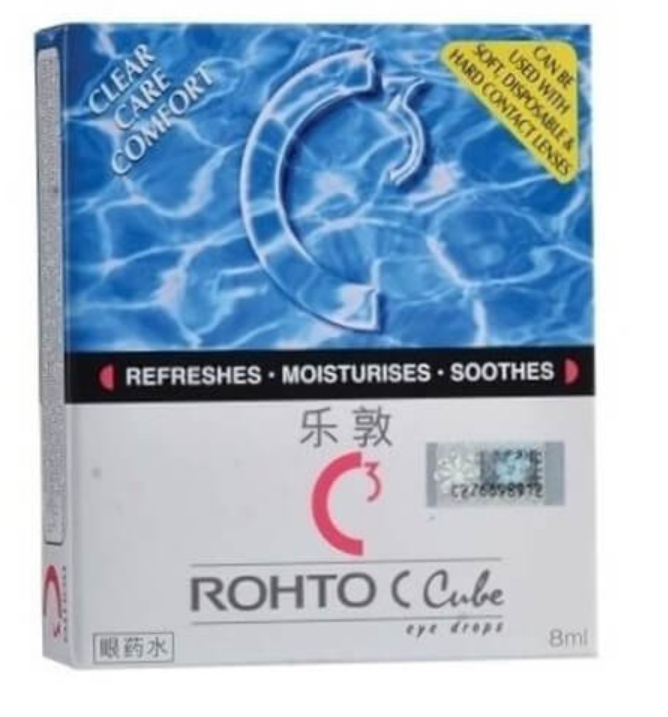 CLEAR
CARE
COMFORT
C3
CAN BE
USED WITH
SOFT, DISPOSABLE &
HARD CONTACT LENSES
REFRESHES · MOISTURISES · SOOTHES
乐敦
C3
ROHTO C Cube
eye drops
眼药水
8ml